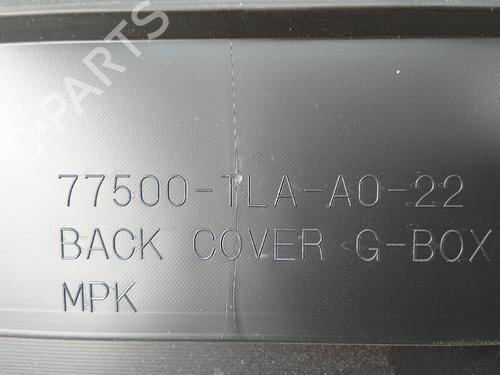 B-PARTS
77500-TLA-A0-22
BACK COVER G-BOX
MPK